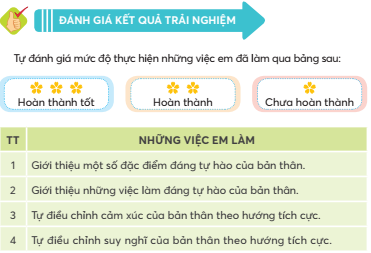 ĐÁNH GIÁ KẾT QUẢ TRẢI NGHIỆM
Tự đánh giá mức độ thực hiện những việc em đã làm qua bảng sau:
Hoàn thành tốt
Hoàn thành
Chưa hoàn thành
TT NHỮNG VIỆC EM LÀM
1 Giới thiệu một số đặc điểm đáng tự hào của bản thân.
2 Giới thiệu những việc làm đáng tự hào của bản thân.
3 Tự điều chỉnh cảm xúc của bản thân theo hướng tích cực.
4 Tự điều chỉnh suy nghĩ của bản thân theo hướng tích cực.